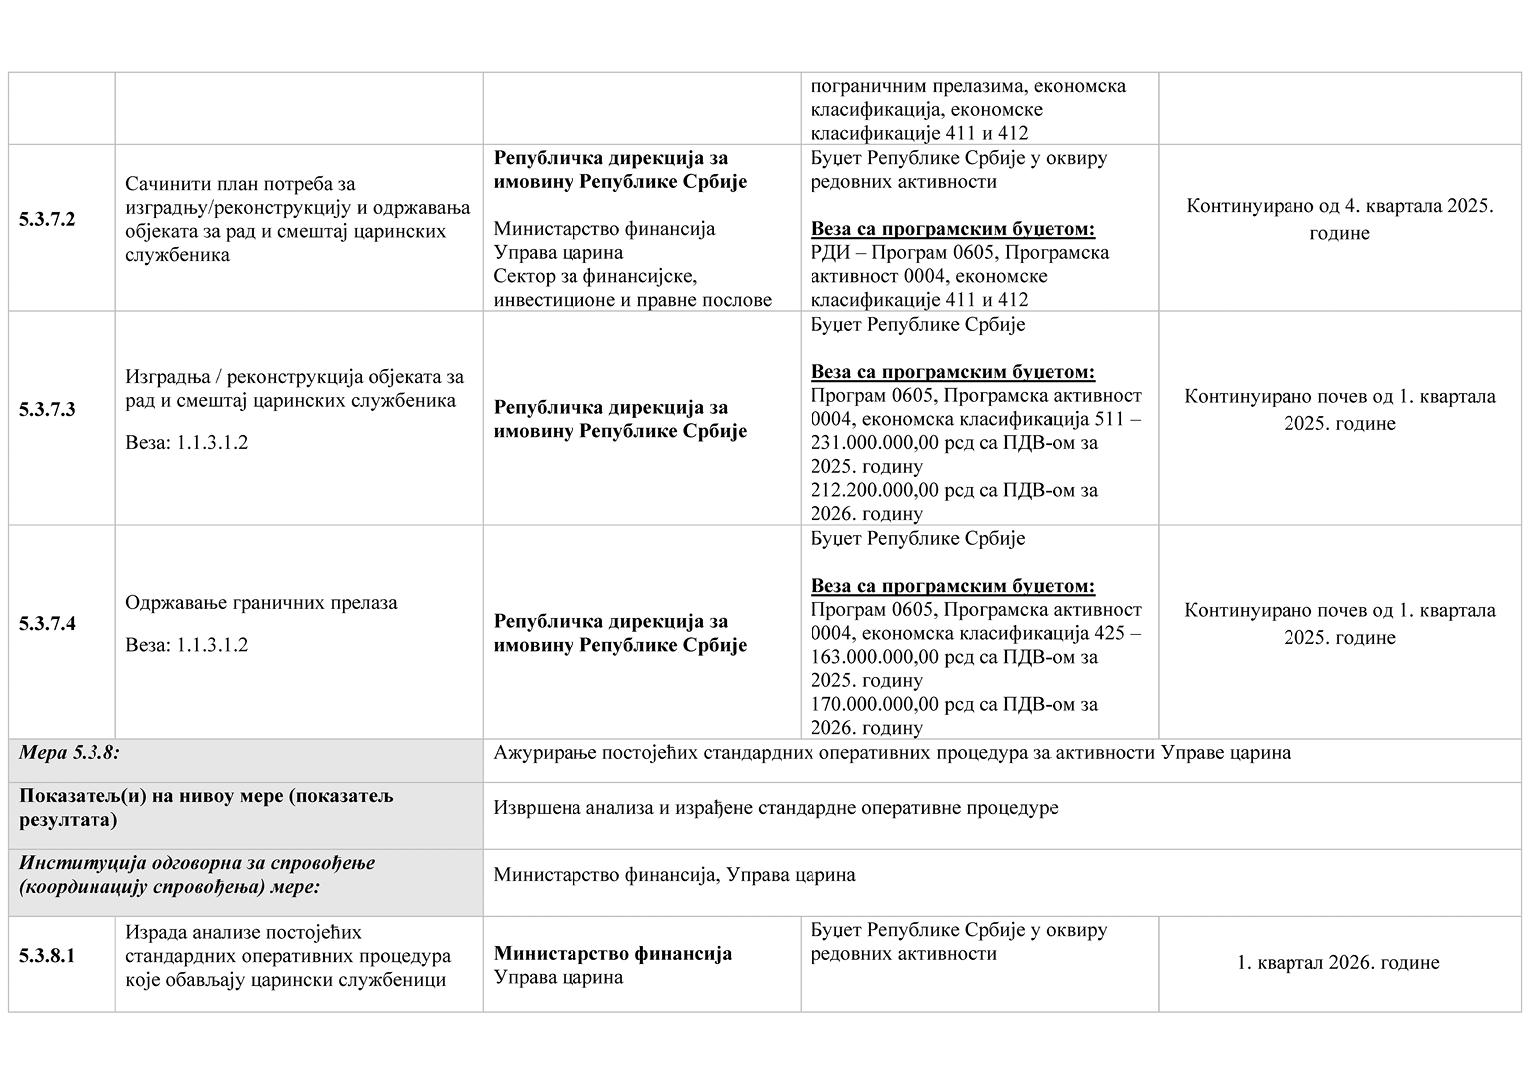 пограничним прелазима, економска
класификација, економске
класификације 411 и 412
5.3.7.2
Сачинити план потреба за
изградњу/реконструкцију и одржавања
објеката за рад и смештај царинских
службеника
Републичка дирекција за
имовину Републике Србије
Министарство финансија
Управа царина
Сектор за финансијске,
инвестиционе и правне послове
Буџет Републике Србије у оквиру
редовних активности
Веза са програмским буџетом:
РДИ – Програм 0605, Програмска
активност 0004, економске
класификације 411 и 412
Континуирано од 4. квартала 2025.
године
5.3.7.3
Изградња / реконструкција објеката за
рад и смештај царинских службеника
Веза: 1.1.3.1.2
Републичка дирекција за
имовину Републике Србије
Буџет Републике Србије
Веза са програмским буџетом:
Програм 0605, Програмска активност
0004, економска класификација 511 –
231.000.000,00 рсд са ПДВ-ом за
2025. годину
212.200.000,00 рсд са ПДВ-ом за
2026. годину
Континуирано почев од 1. квартала
2025. године
5.3.7.4
Одржавање граничних прелаза
Веза: 1.1.3.1.2
Републичка дирекција за
имовину Републике Србије
Буџет Републике Србије
Веза са програмским буџетом:
Програм 0605, Програмска активност
0004, економска класификација 425 –
163.000.000,00 рсд са ПДВ-ом за
2025. годину
170.000.000,00 рсд са ПДВ-ом за
2026. годину
Континуирано почев од 1. квартала
2025. године
Мера 5.3.8:
Ажурирање постојећих стандардних оперативних процедура за активности Управе царина
Показатељ(и) на нивоу мере (показатељ
резултата)
Извршена анализа и израђене стандардне оперативне процедуре
Институција одговорна за спровођење
(координацију спровођења) мере:
Министарство финансија, Управа царина
5.3.8.1
Израда анализе постојећих
стандардних оперативних процедура
које обављају царински службеници
Министарство финансија
Управа царина
Буџет Републике Србије у оквиру
редовних активности
1. квартал 2026. године